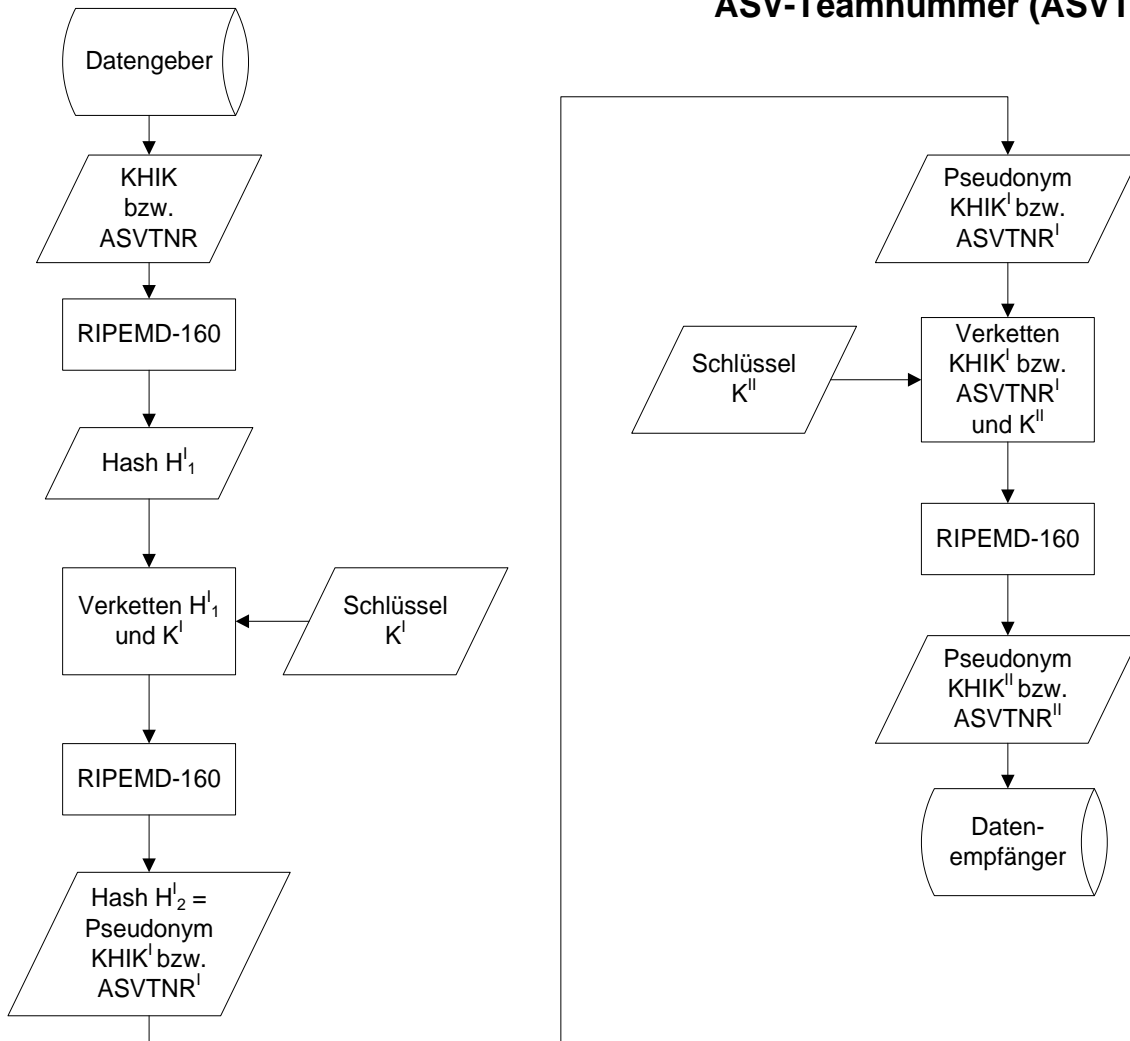 ASV-Teamnummer (ASVT
Datengeber
KHIK
bzw.
ASVTNR
RIPEMD-160
Hash H^I_1
Verketten H^I_1
und K^I
Schlüssel
K^I
RIPEMD-160
Hash H^I_2 =
Pseudonym
KHIK^I bzw.
ASVTNR^I
Pseudonym
KHIK^I bzw.
ASVTNR^I
Schlüssel
K^II
Verketten
KHIK^I bzw.
ASVTNR^I
und K^II
RIPEMD-160
Pseudonym
KHIK^II bzw.
ASVTNR^II
Daten-
empfänger